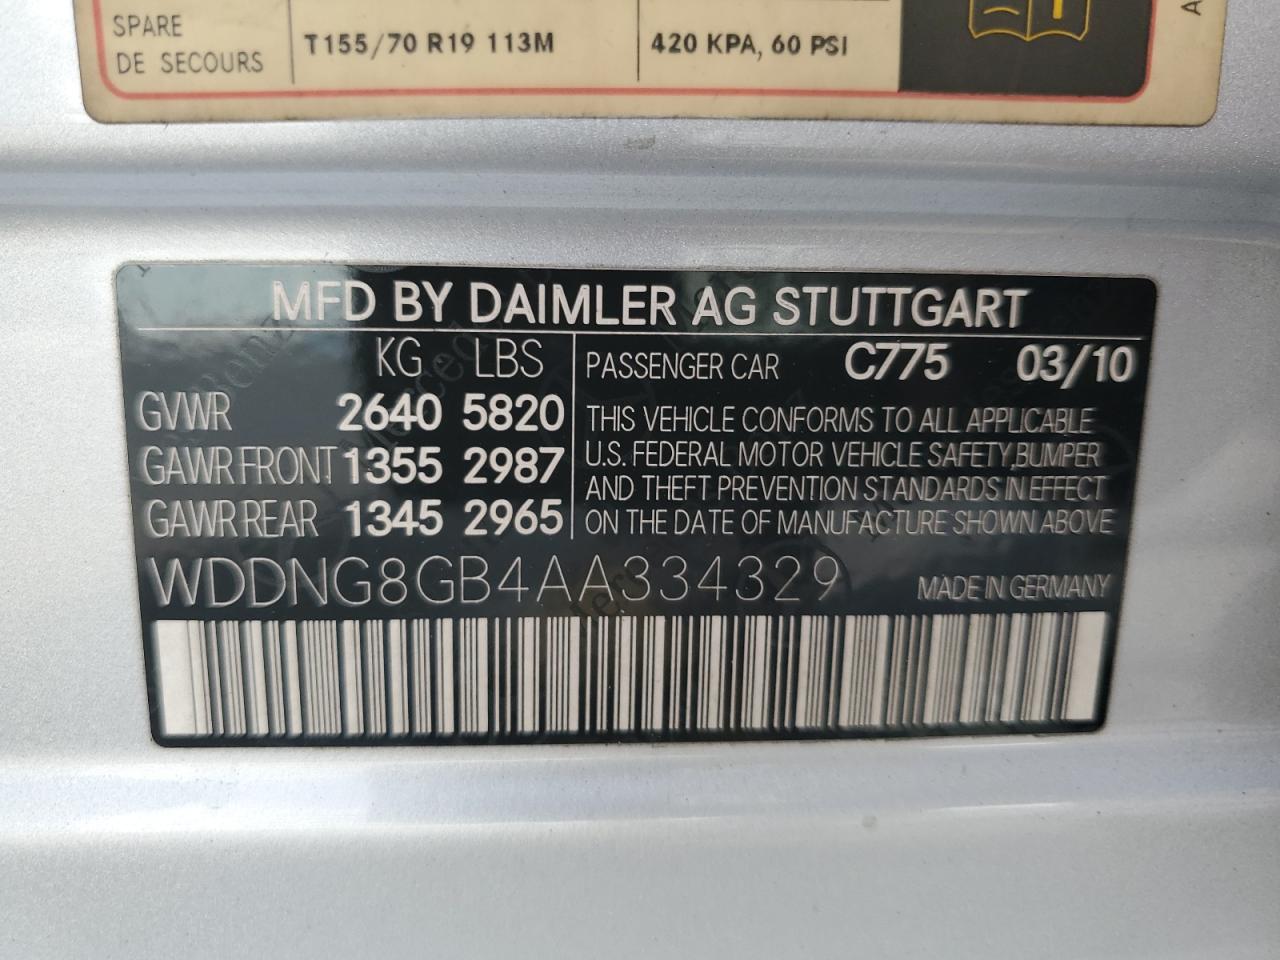 SPARE
DE SECOURS
T155/70 R19 113M
420 KPA, 60 PSI
MFD BY DAIMLER AG STUTTGART
KG LBS
GVWR 2640 5820
GAWR FRONT 1355 2987
GAWR REAR 1345 2965
PASSENGER CAR C775 03/10
THIS VEHICLE CONFORMS TO ALL APPLICABLE
U.S. FEDERAL MOTOR VEHICLE SAFETY,BUMPER
AND THEFT PREVENTION STANDARDS IN EFFECT
ON THE DATE OF MANUFACTURE SHOWN ABOVE
WDDNG8GB4AA334329 MADE IN GERMANY